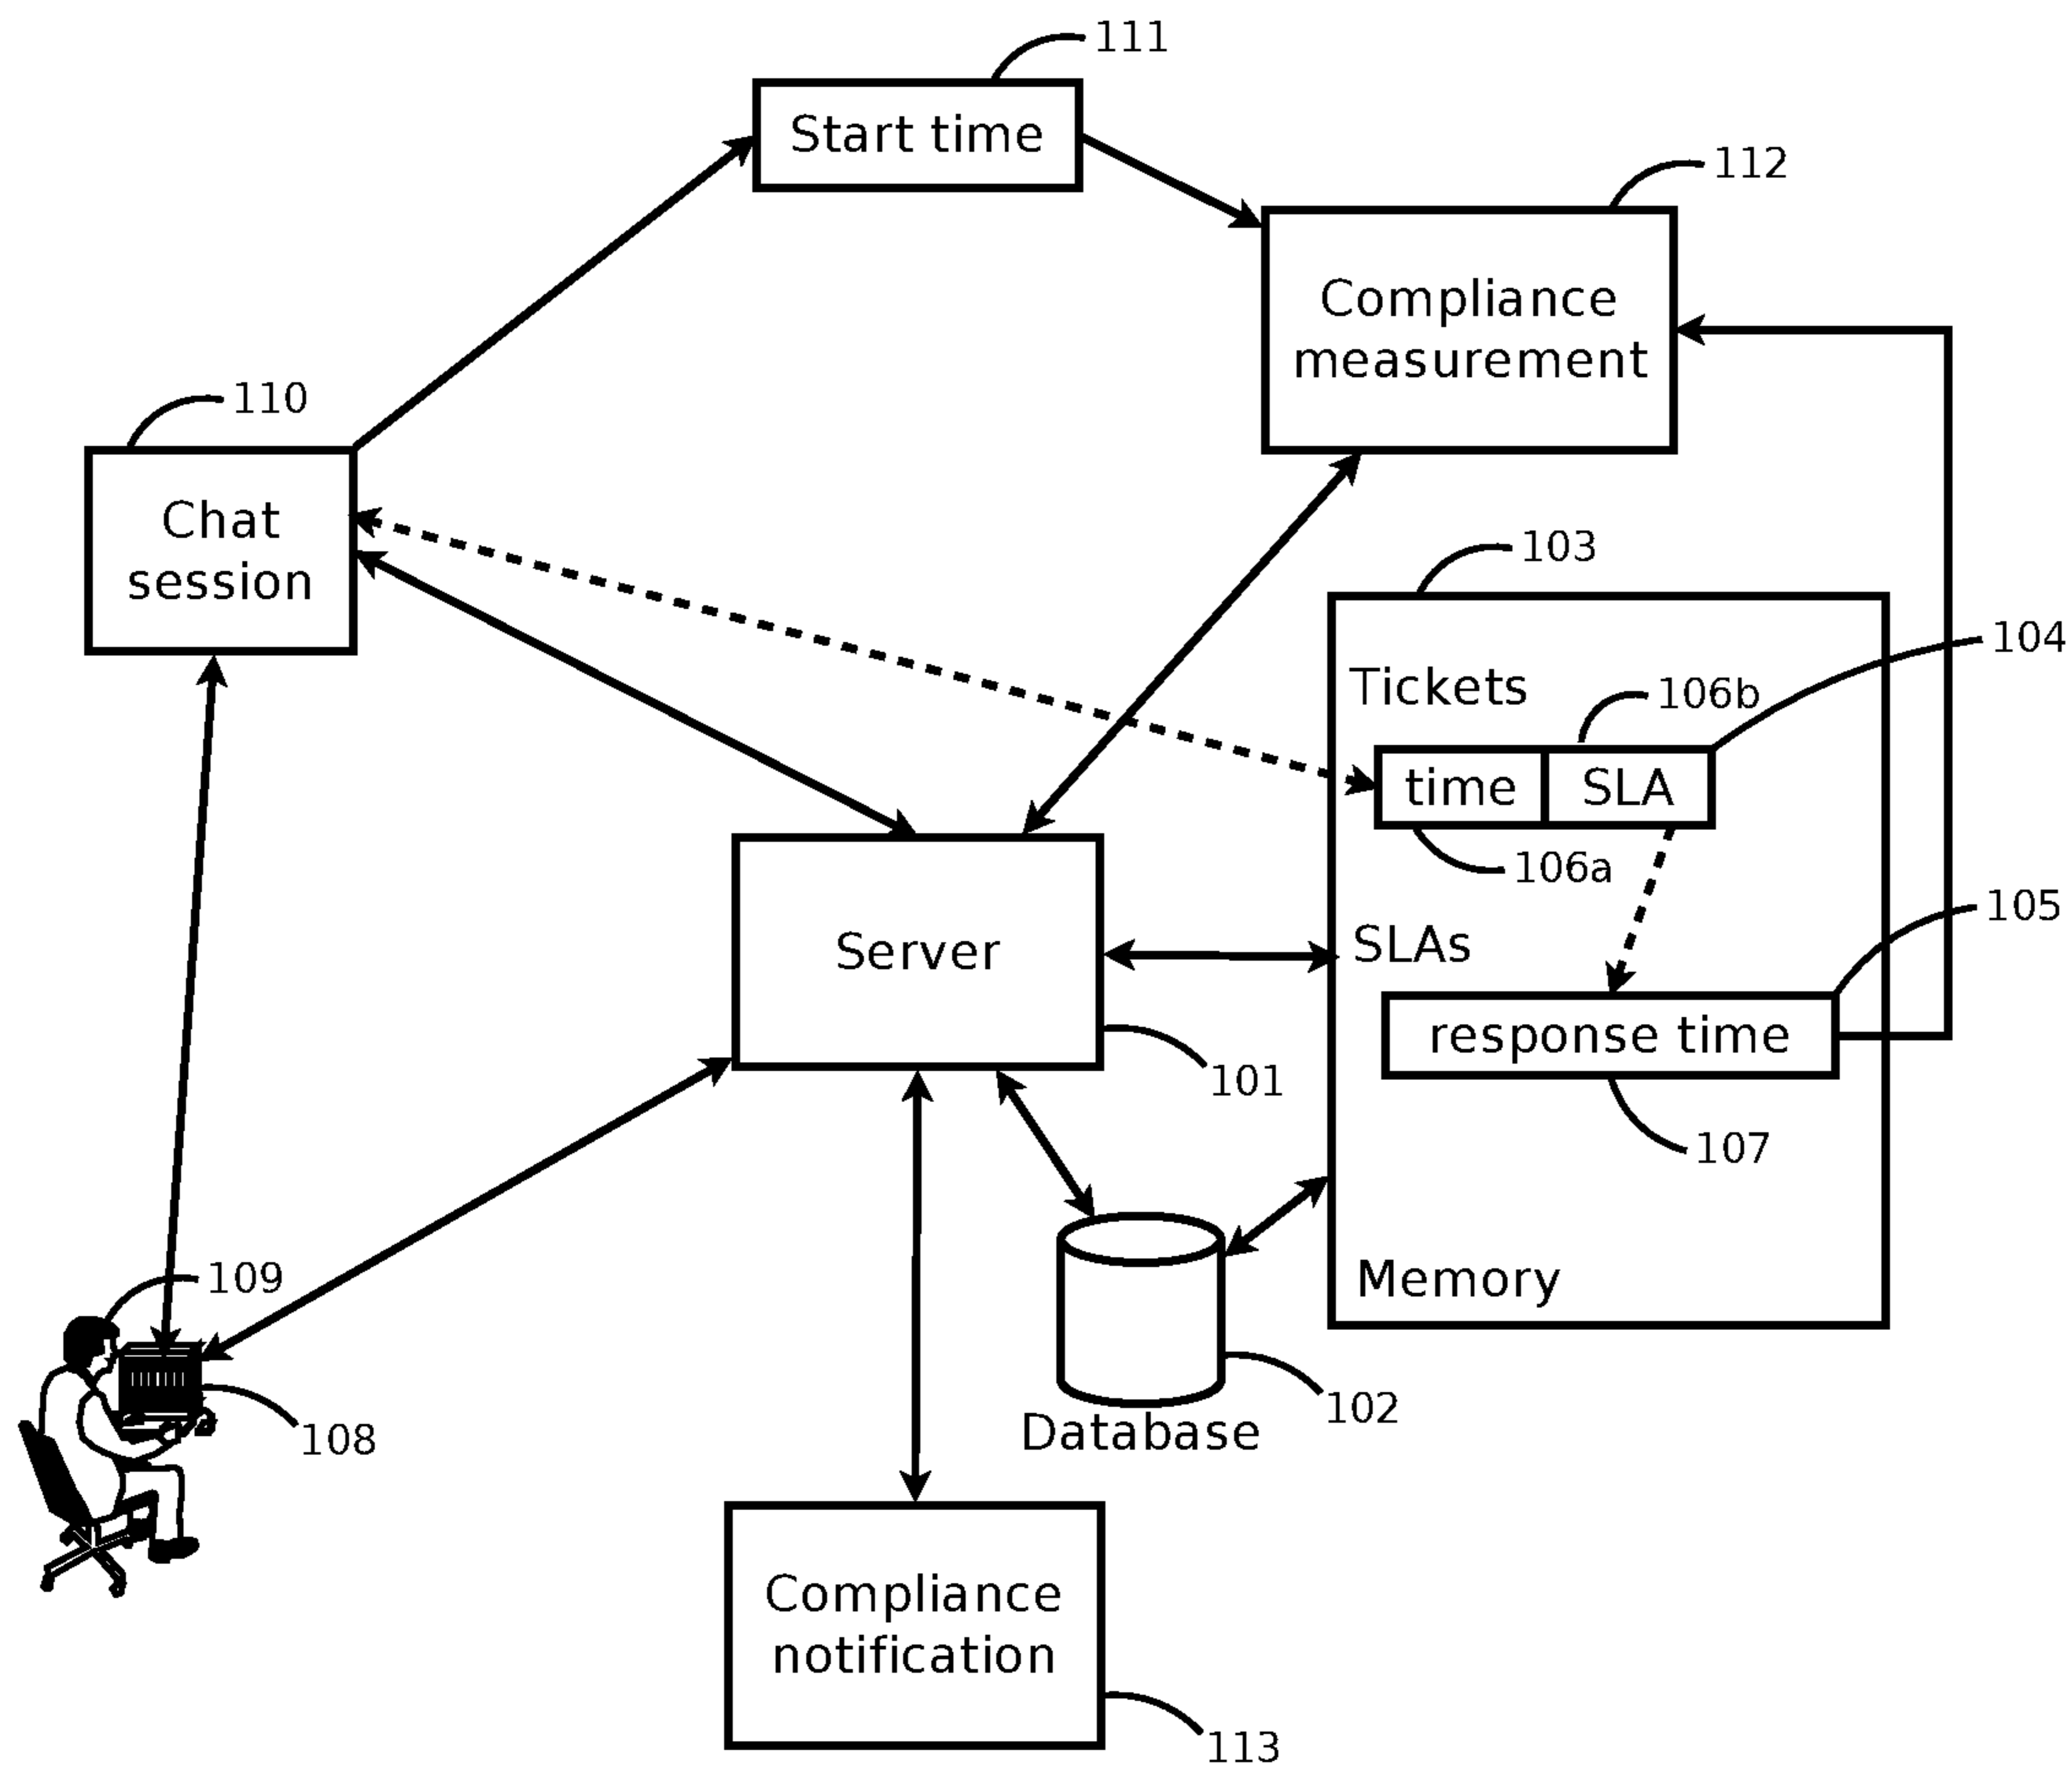 111
Start time
112
Compliance
measurement
110
Chat
session
103
104
Tickets
106b
time
SLA
106a
105
SLAs
Server
response time
101
107
109
Memory
108
102
Database
Compliance
notification
113